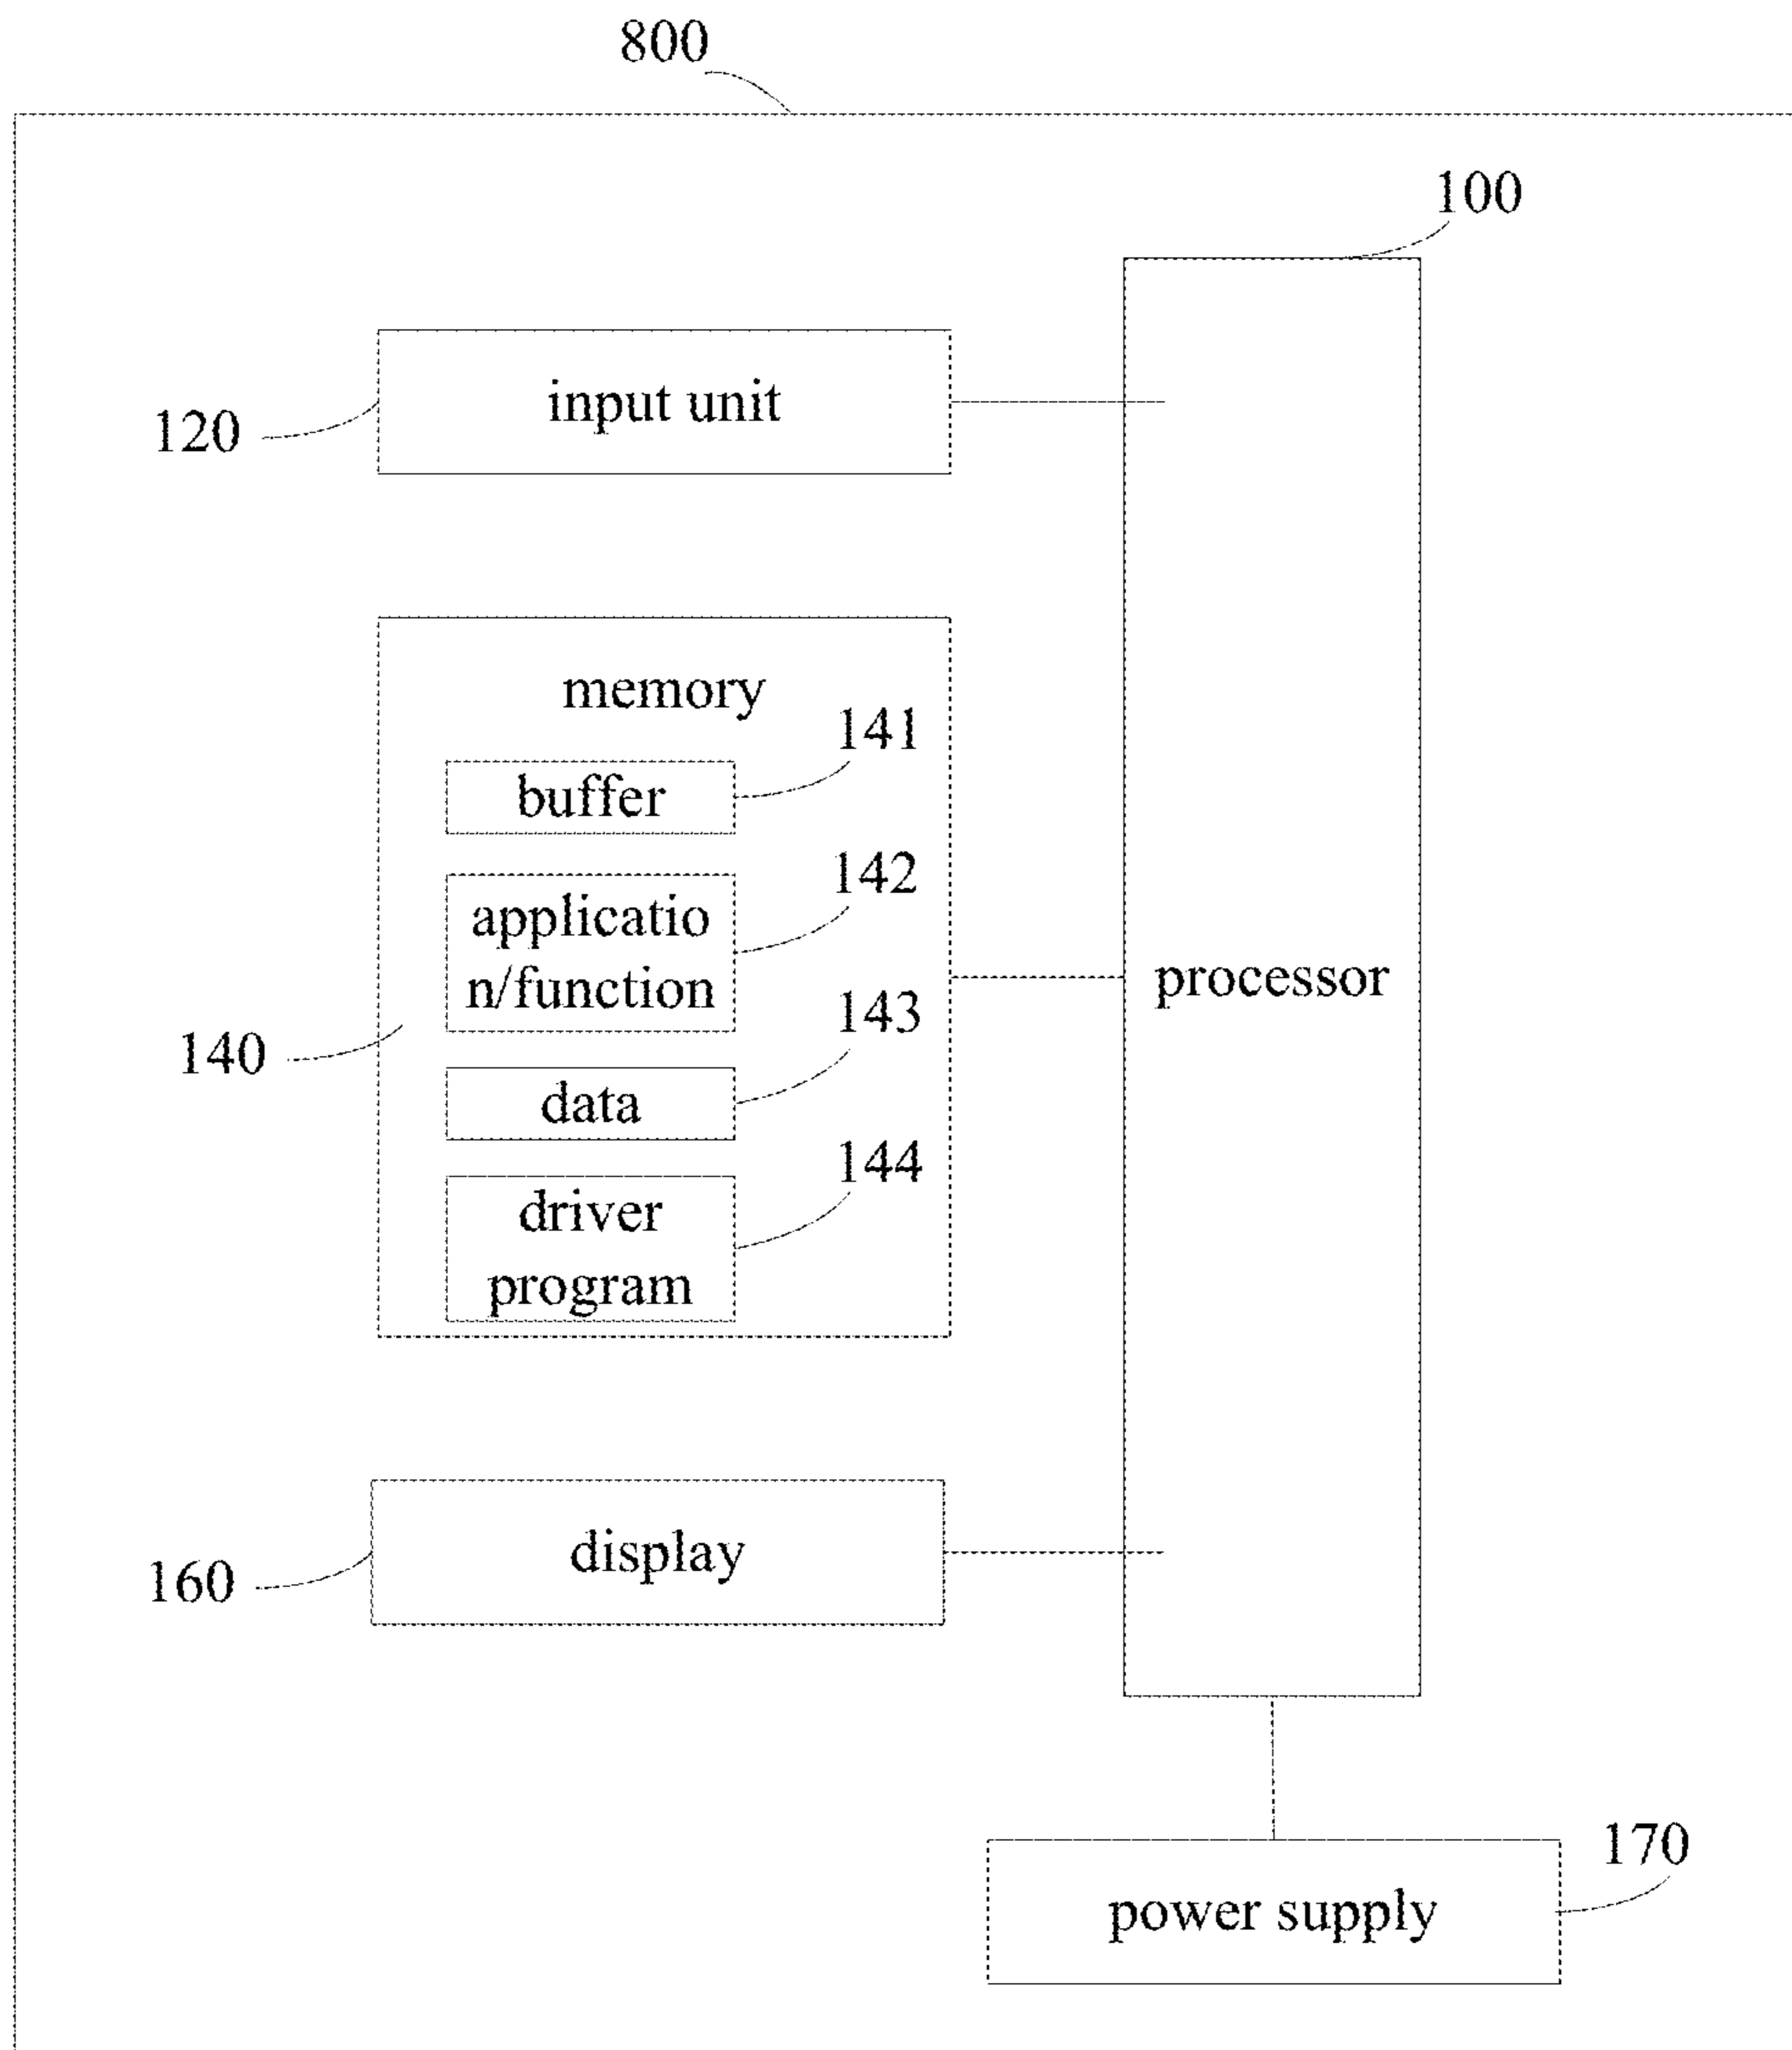 800
100
input unit
120
memory
141
buffer
142
applicatio
n/function
processor
143
140
data
144
driver
program
display
160
170
power supply